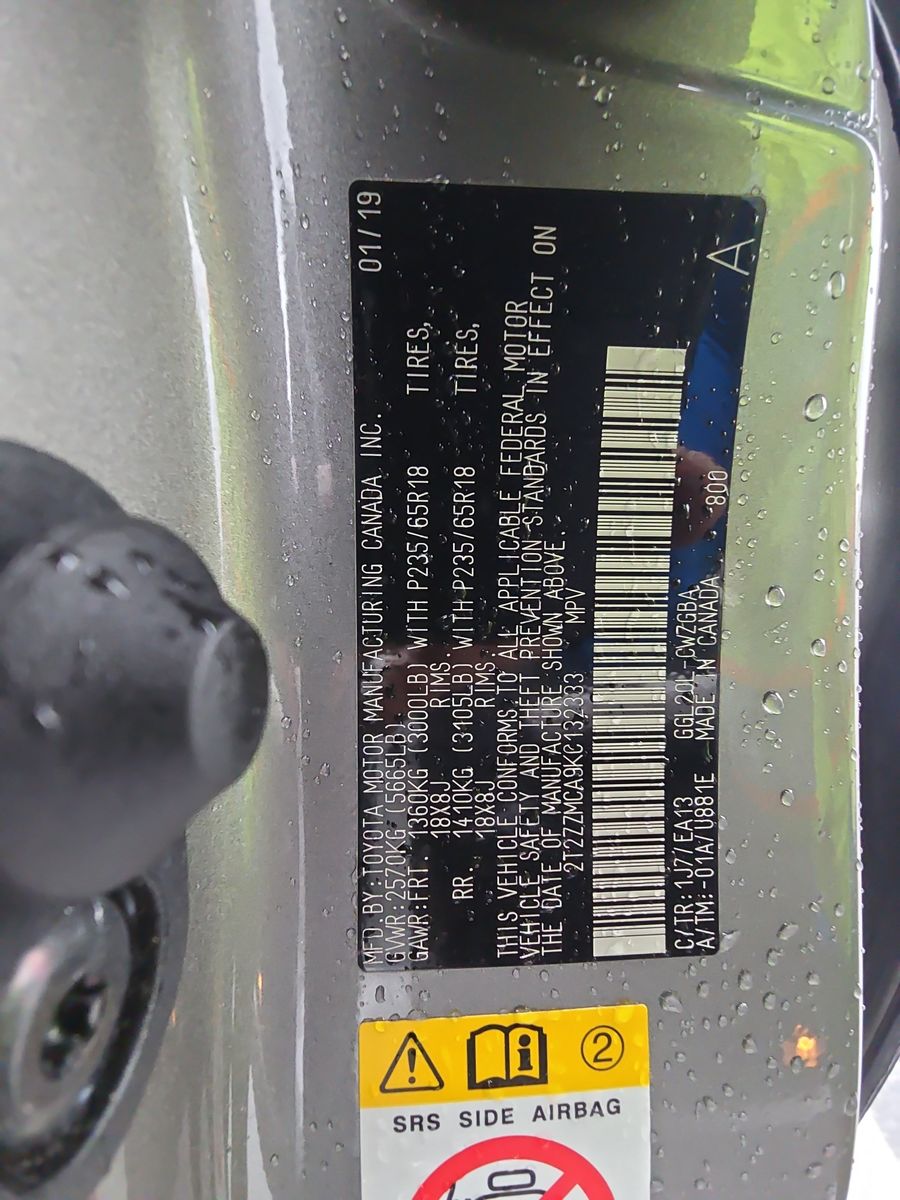 MFD.BY:TOYOTA MOTOR MANUFACTURING CANADA INC. 01/19
GVWR:2570KG (5665LB)
GAWR:FRT. 1360KG (3000LB) WITH P235/65R18 TIRES,
18X8J RIMS
RR. 1410KG (3105LB) WITH P235/65R18 TIRES,
18X8J RIMS
THIS VEHICLE CONFORMS TO ALL APPLICABLE FEDERAL MOTOR
VEHICLE SAFETY AND THEFT PREVENTION STANDARDS IN EFFECT ON
THE DATE OF MANUFACTURE SHOWN ABOVE.
2T2ZZMCA9KC132333 MPV
C/TR:1J7/EA13 GGL20L-CWZGBA 800
A/TM:-01A/U881E MADE IN CANADA A
2
SRS SIDE AIRBAG